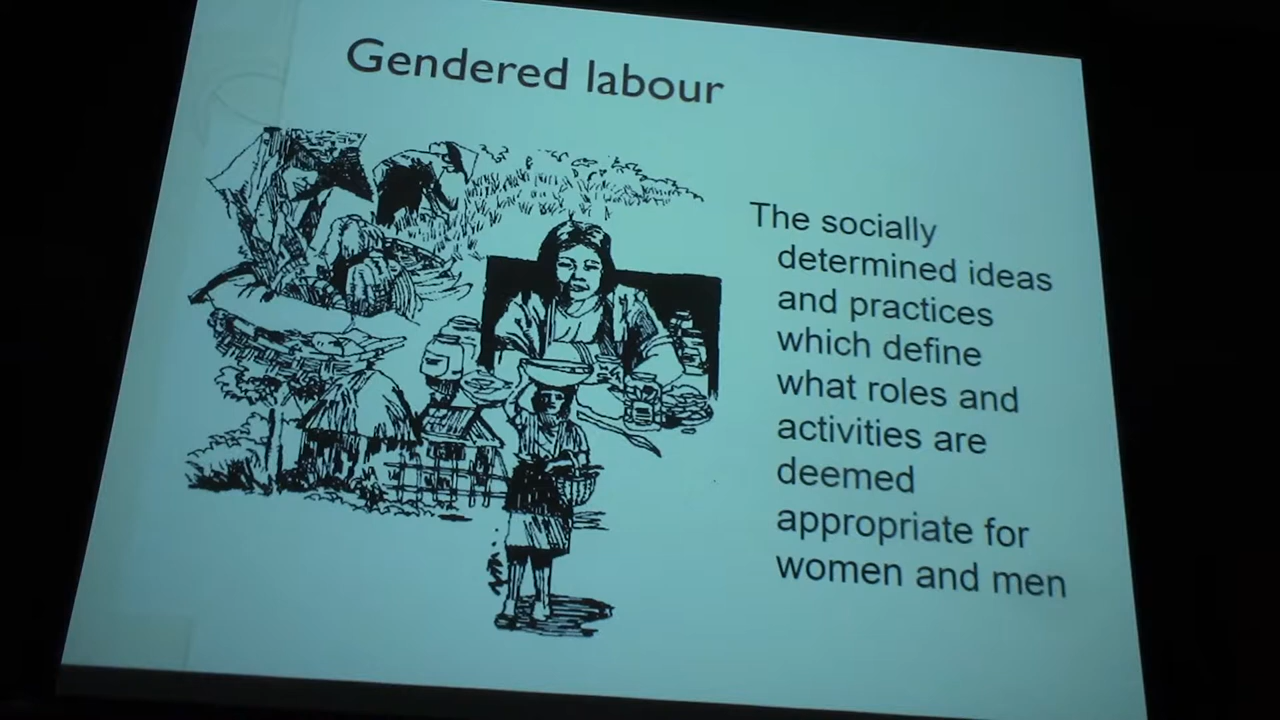 Gendered labour
The socially
determined ideas
and practices
which define
what roles and
activities are
deemed
appropriate for
women and men